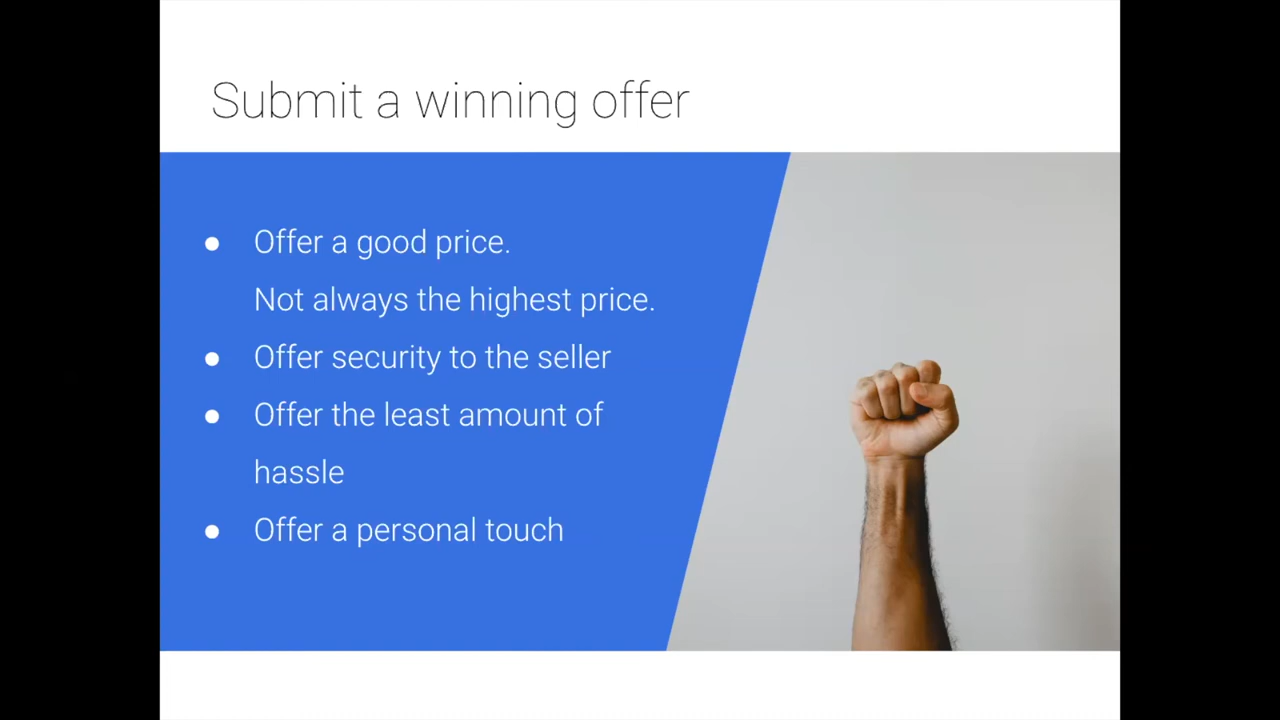 Submit a winning offer
● Offer a good price.
Not always the highest price.
● Offer security to the seller
● Offer the least amount of
hassle
● Offer a personal touch